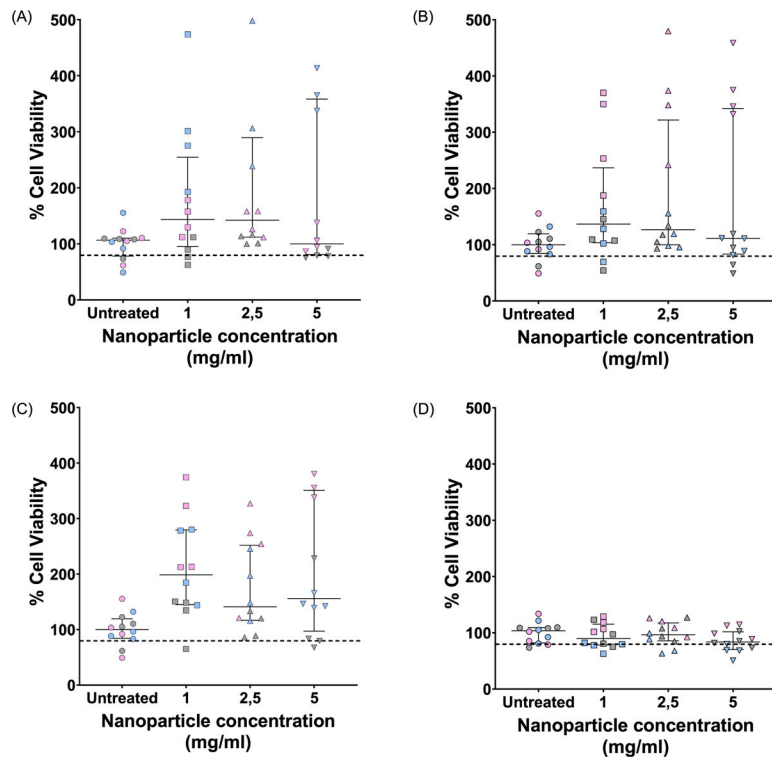 (A)
500
400
300
200
100
0
% Cell Viability
Untreated 1 2,5 5
Nanoparticle concentration
(mg/ml)
(B)
500
400
300
200
100
0
% Cell Viability
Untreated 1 2,5 5
Nanoparticle concentration
(mg/ml)
(C)
500
400
300
200
100
0
% Cell Viability
Untreated 1 2,5 5
Nanoparticle concentration
(mg/ml)
(D)
500
400
300
200
100
0
% Cell Viability
Untreated 1 2,5 5
Nanoparticle concentration
(mg/ml)